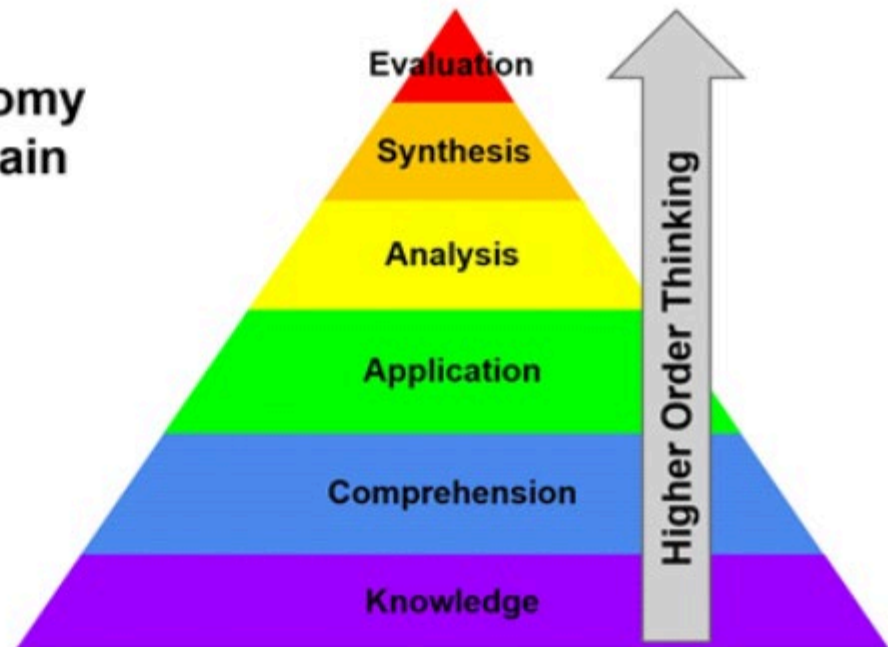 omy
ain
Evaluation
Synthesis
Analysis
Application
Comprehension
Knowledge
Higher Order Thinking